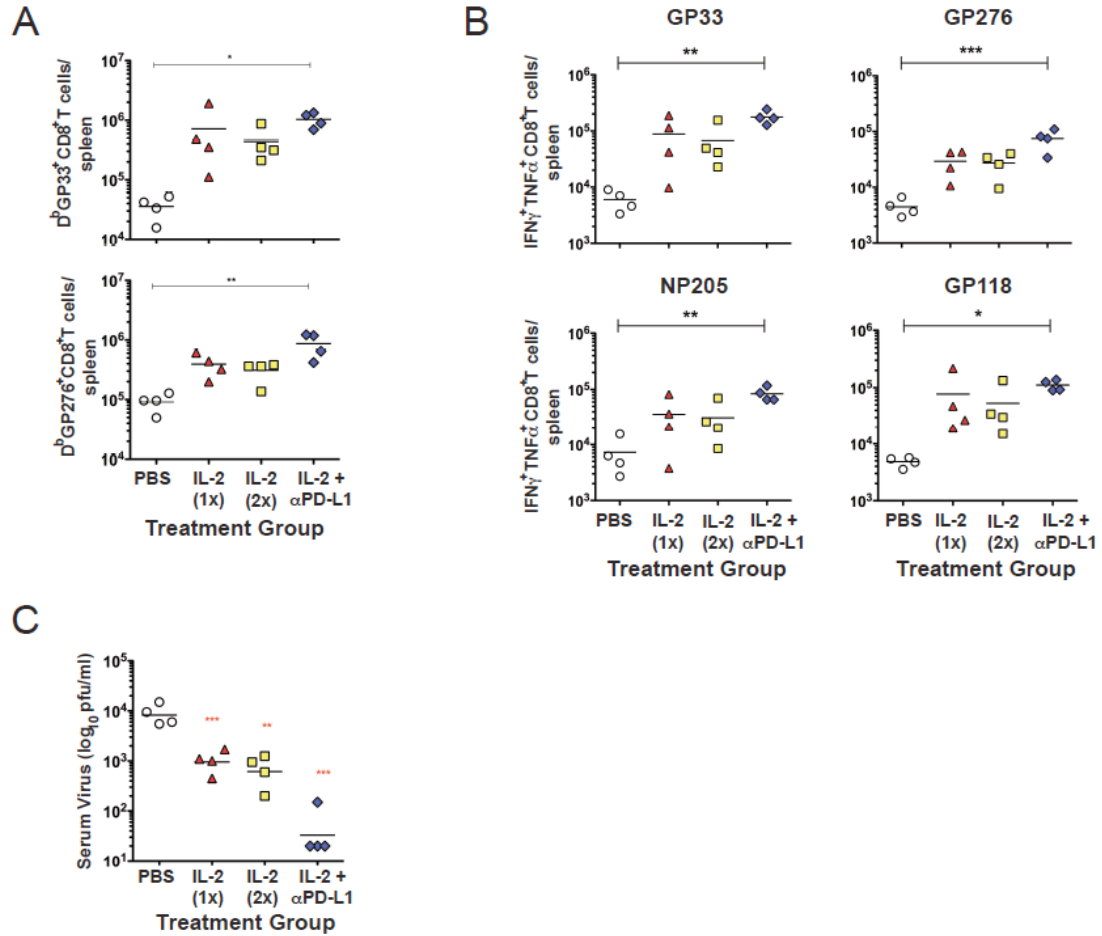 A
D^bGP33⁺CD8⁺T cells/
spleen
10⁷
10⁶
10⁵
10⁴
*
D^bGP276⁺CD8⁺T cells/
spleen
10⁷
10⁶
10⁵
10⁴
**
PBS IL-2 (1x) IL-2 (2x) IL-2 + αPD-L1
Treatment Group
B
GP33
IFNγ⁺TNFα⁺CD8⁺T cells/
spleen
10⁶
10⁵
10⁴
10³
**
GP276
10⁶
10⁵
10⁴
10³
***
NP205
IFNγ⁺TNFα⁺CD8⁺T cells/
spleen
10⁶
10⁵
10⁴
10³
**
PBS IL-2 (1x) IL-2 (2x) IL-2 + αPD-L1
Treatment Group
GP118
10⁶
10⁵
10⁴
10³
*
PBS IL-2 (1x) IL-2 (2x) IL-2 + αPD-L1
Treatment Group
C
Serum Virus (log₁₀ pfu/ml)
10⁵
10⁴
10³
10²
10¹
***
**
***
PBS IL-2 (1x) IL-2 (2x) IL-2 + αPD-L1
Treatment Group